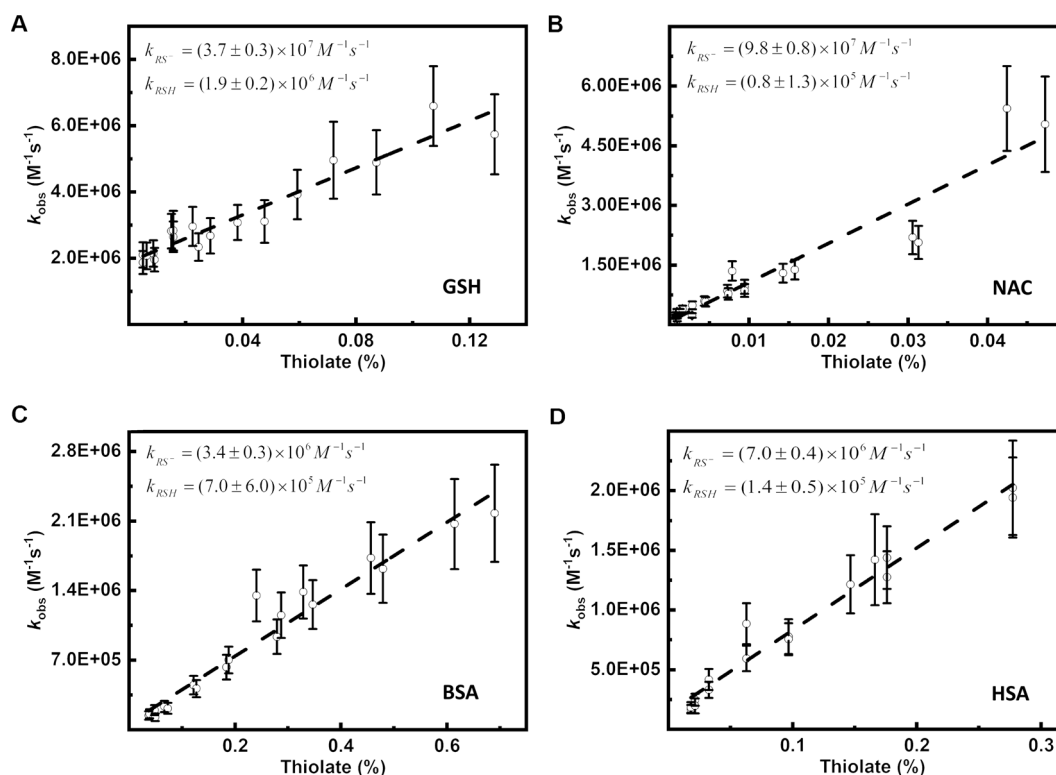 A
k_RS⁻ = (3.7 ± 0.3) × 10⁷ M⁻¹s⁻¹
k_RSH = (1.9 ± 0.2) × 10⁶ M⁻¹s⁻¹
8.0E+06
6.0E+06
4.0E+06
2.0E+06
k_obs (M⁻¹s⁻¹)
GSH
0.04 0.08 0.12
Thiolate (%)
B
k_RS⁻ = (9.8 ± 0.8) × 10⁷ M⁻¹s⁻¹
k_RSH = (0.8 ± 1.3) × 10⁵ M⁻¹s⁻¹
6.00E+06
4.50E+06
3.00E+06
1.50E+06
k_obs (M⁻¹s⁻¹)
NAC
0.01 0.02 0.03 0.04
Thiolate (%)
C
k_RS⁻ = (3.4 ± 0.3) × 10⁶ M⁻¹s⁻¹
k_RSH = (7.0 ± 6.0) × 10⁵ M⁻¹s⁻¹
2.8E+06
2.1E+06
1.4E+06
7.0E+05
k_obs (M⁻¹s⁻¹)
BSA
0.2 0.4 0.6
Thiolate (%)
D
k_RS⁻ = (7.0 ± 0.4) × 10⁶ M⁻¹s⁻¹
k_RSH = (1.4 ± 0.5) × 10⁵ M⁻¹s⁻¹
2.0E+06
1.5E+06
1.0E+06
5.0E+05
k_obs (M⁻¹s⁻¹)
HSA
0.1 0.2 0.3
Thiolate (%)